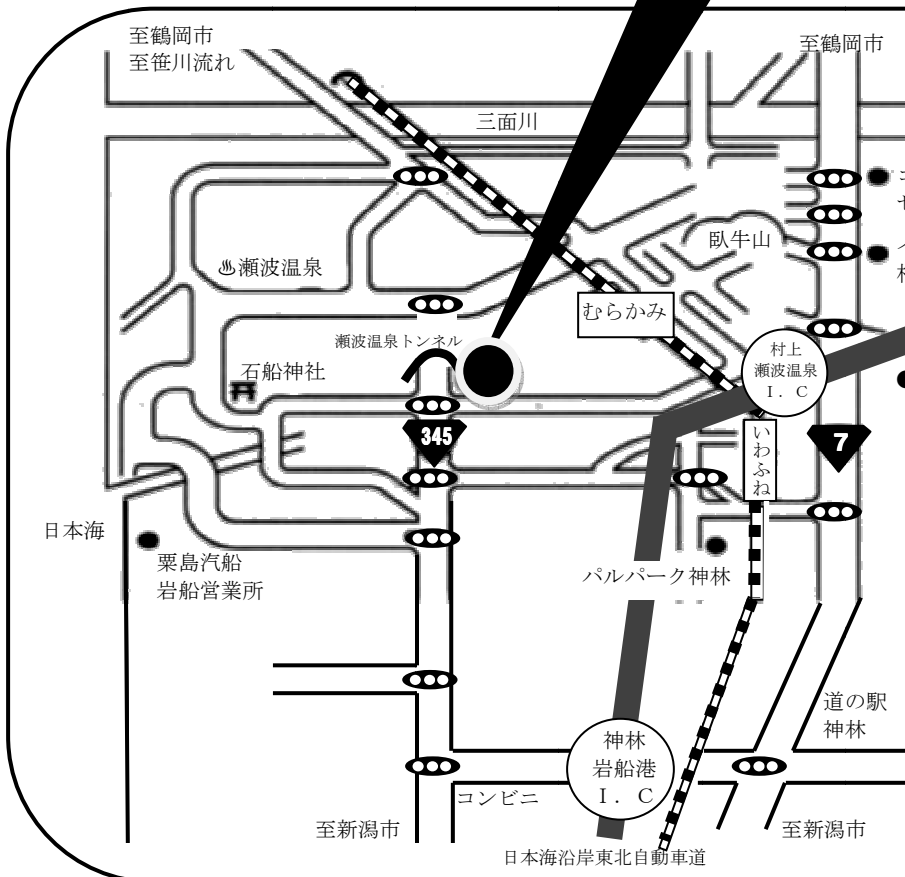 至鶴岡市
至笹川流れ
至鶴岡市
三面川
臥牛山
瀬波温泉
むらかみ
瀬波温泉トンネル
石船神社
村上
瀬波温泉
I．C
345
いわふね
7
日本海
粟島汽船
岩船営業所
パルパーク神林
道の駅
神林
神林
岩船港
I．C
コンビニ
至新潟市
至新潟市
日本海沿岸東北自動車道